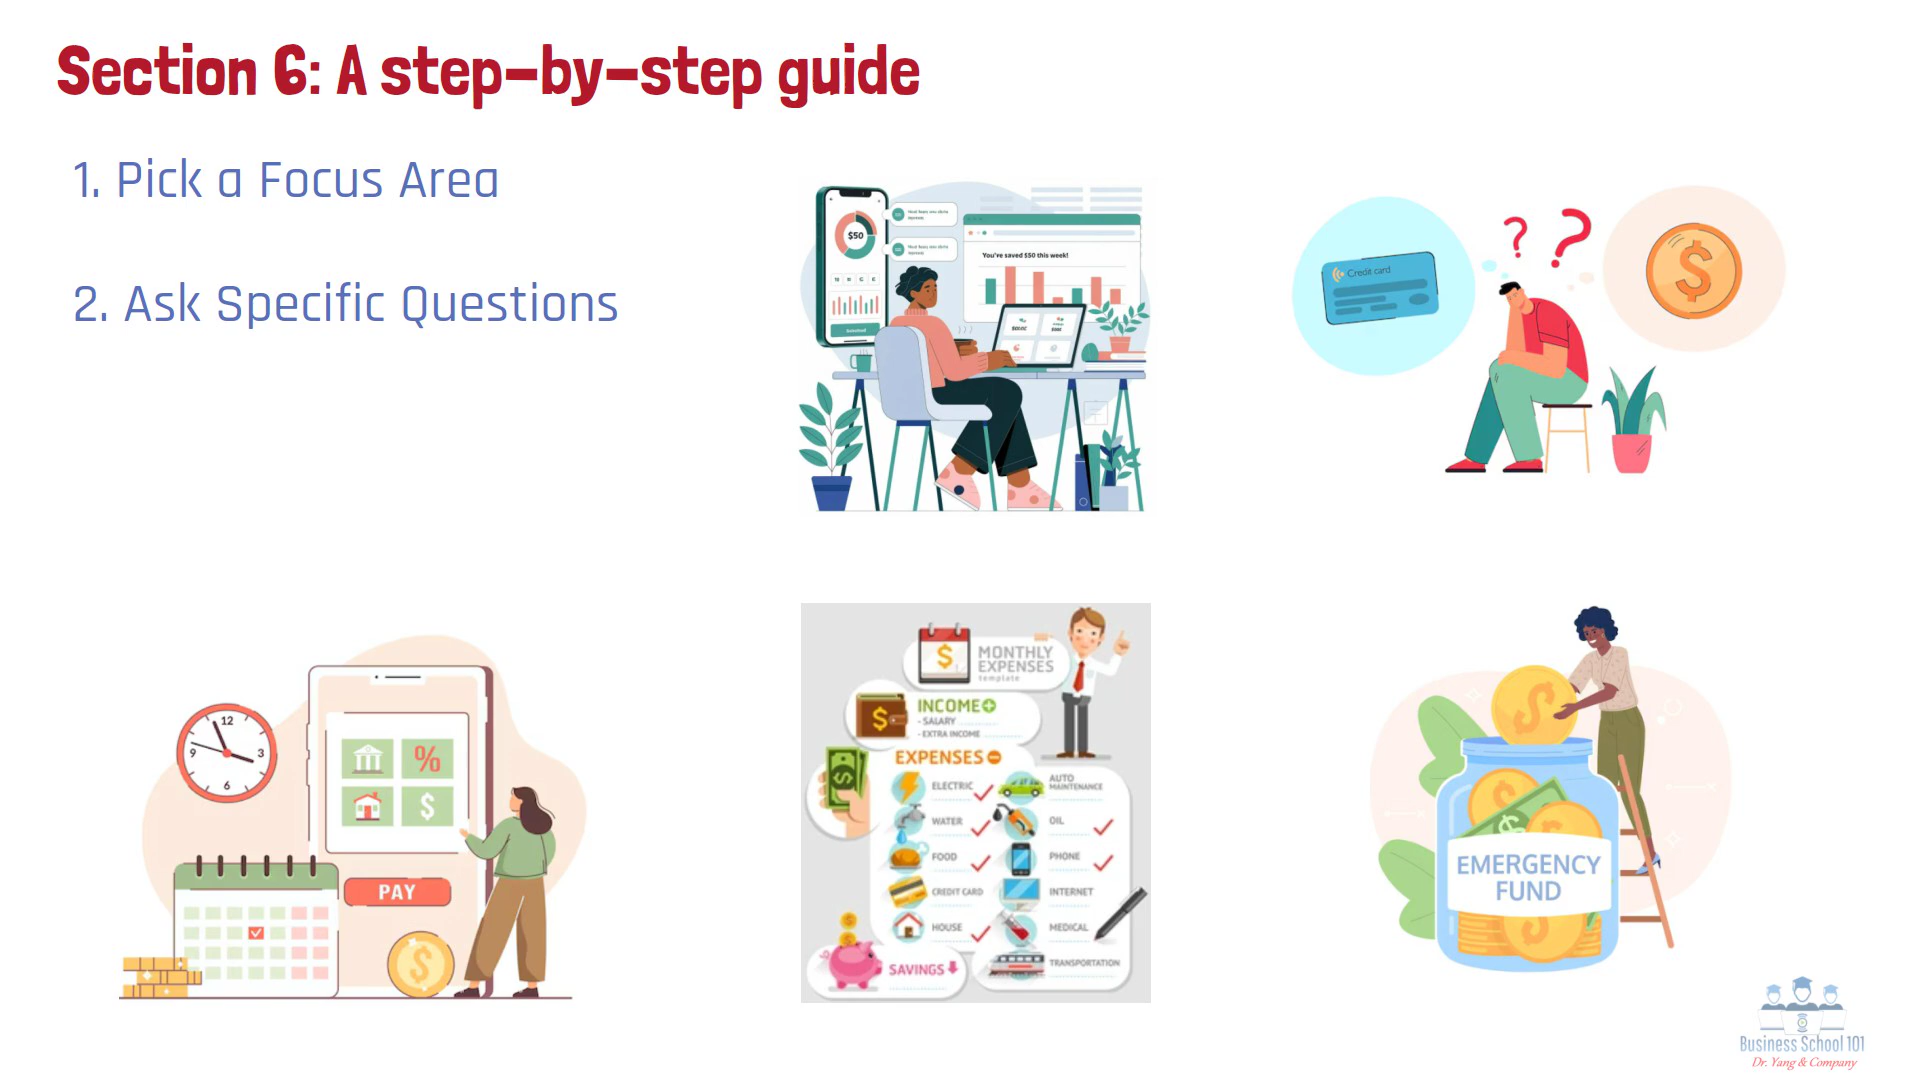 Section 6: A step-by-step guide
1. Pick a Focus Area
2. Ask Specific Questions
$50
You've saved $50 this week!
Credit card
$
12
3
6
9
%
$
PAY
$
MONTHLY
EXPENSES
template
$
INCOME
- SALARY
- EXTRA INCOME
$
EXPENSES
ELECTRIC
AUTO
MAINTENANCE
WATER
OIL
FOOD
PHONE
CREDIT CARD
INTERNET
HOUSE
MEDICAL
SAVINGS
TRANSPORTATION
EMERGENCY
FUND
Business School 101
Dr. Yang & Company